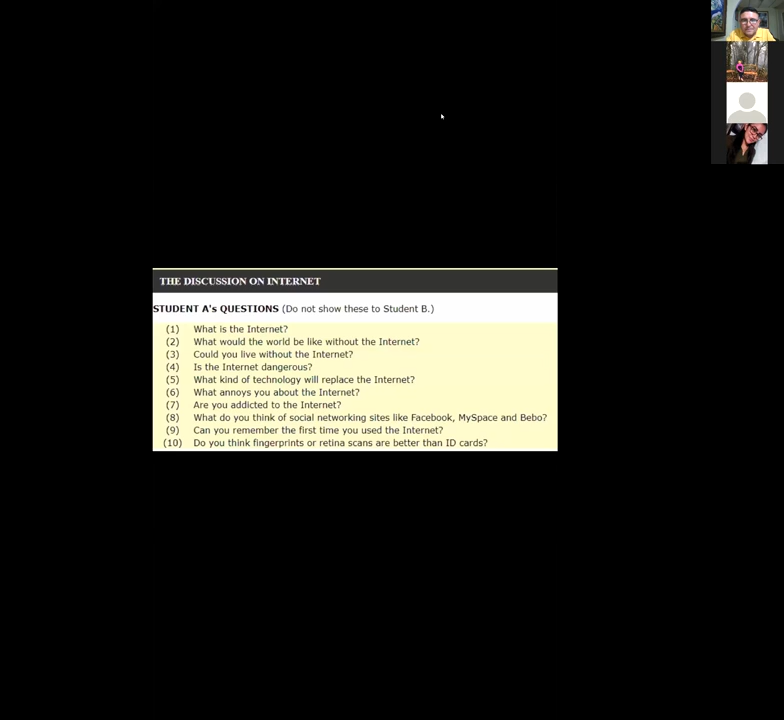 THE DISCUSSION ON INTERNET
STUDENT A's QUESTIONS (Do not show these to Student B.)
(1) What is the Internet?
(2) What would the world be like without the Internet?
(3) Could you live without the Internet?
(4) Is the Internet dangerous?
(5) What kind of technology will replace the Internet?
(6) What annoys you about the Internet?
(7) Are you addicted to the Internet?
(8) What do you think of social networking sites like Facebook, MySpace and Bebo?
(9) Can you remember the first time you used the Internet?
(10) Do you think fingerprints or retina scans are better than ID cards?